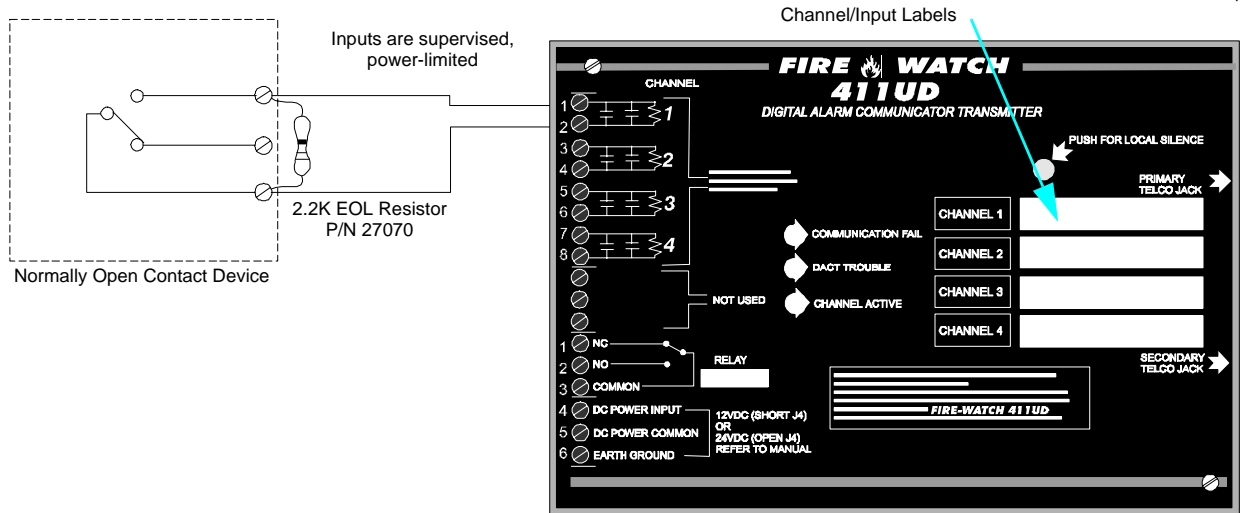 Channel/Input Labels
Inputs are supervised,
power-limited
2.2K EOL Resistor
P/N 27070
Normally Open Contact Device
FIRE WATCH
411UD
DIGITAL ALARM COMMUNICATOR TRANSMITTER
CHANNEL
1
2
1
3
4
2
5
6
3
7
8
4
NOT USED
PUSH FOR LOCAL SILENCE
PRIMARY
TELCO JACK
COMMUNICATION FAIL
DACT TROUBLE
CHANNEL ACTIVE
CHANNEL 1
CHANNEL 2
CHANNEL 3
CHANNEL 4
SECONDARY
TELCO JACK
1 NC
2 NO
3 COMMON
RELAY
4 DC POWER INPUT
5 DC POWER COMMON
6 EARTH GROUND
12VDC (SHORT J4)
OR
24VDC (OPEN J4)
REFER TO MANUAL
FIRE-WATCH 411UD